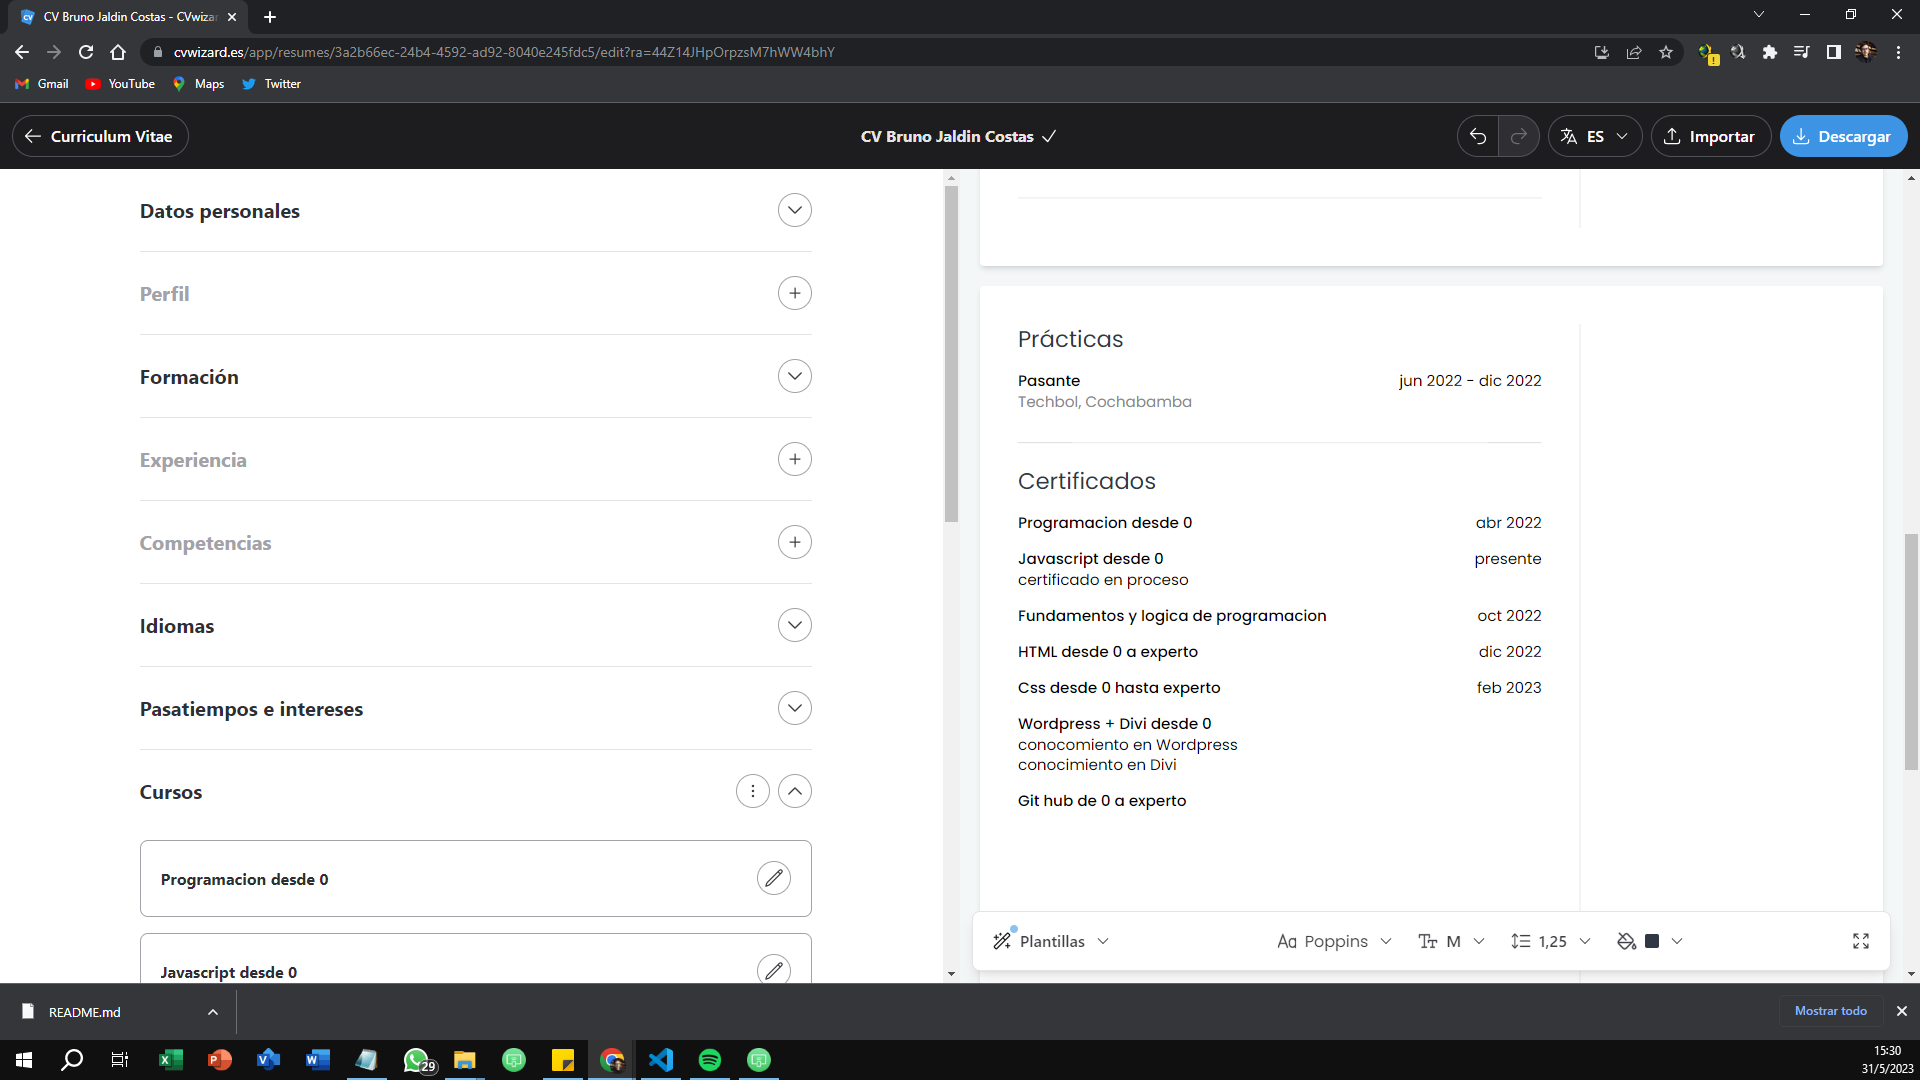 CV Bruno Jaldin Costas - CVwizar
cvwizard.es/app/resumes/3a2b66ec-24b4-4592-ad92-8040e245fdc5/edit?ra=44Z14JHpOrpzsM7hWW4bhY
Gmail YouTube Maps Twitter
Curriculum Vitae
CV Bruno Jaldin Costas
ES
Importar
Descargar
Datos personales
Perfil
Formación
Experiencia
Competencias
Idiomas
Pasatiempos e intereses
Cursos
Programacion desde 0
Javascript desde 0
Prácticas
Pasante jun 2022 - dic 2022
Techbol, Cochabamba
Certificados
Programacion desde 0 abr 2022
Javascript desde 0 presente
certificado en proceso
Fundamentos y logica de programacion oct 2022
HTML desde 0 a experto dic 2022
Css desde 0 hasta experto feb 2023
Wordpress + Divi desde 0
conocomiento en Wordpress
conocimiento en Divi
Git hub de 0 a experto
Plantillas Aa Poppins TT M 1,25
README.md
Mostrar todo
29
15:30
31/5/2023